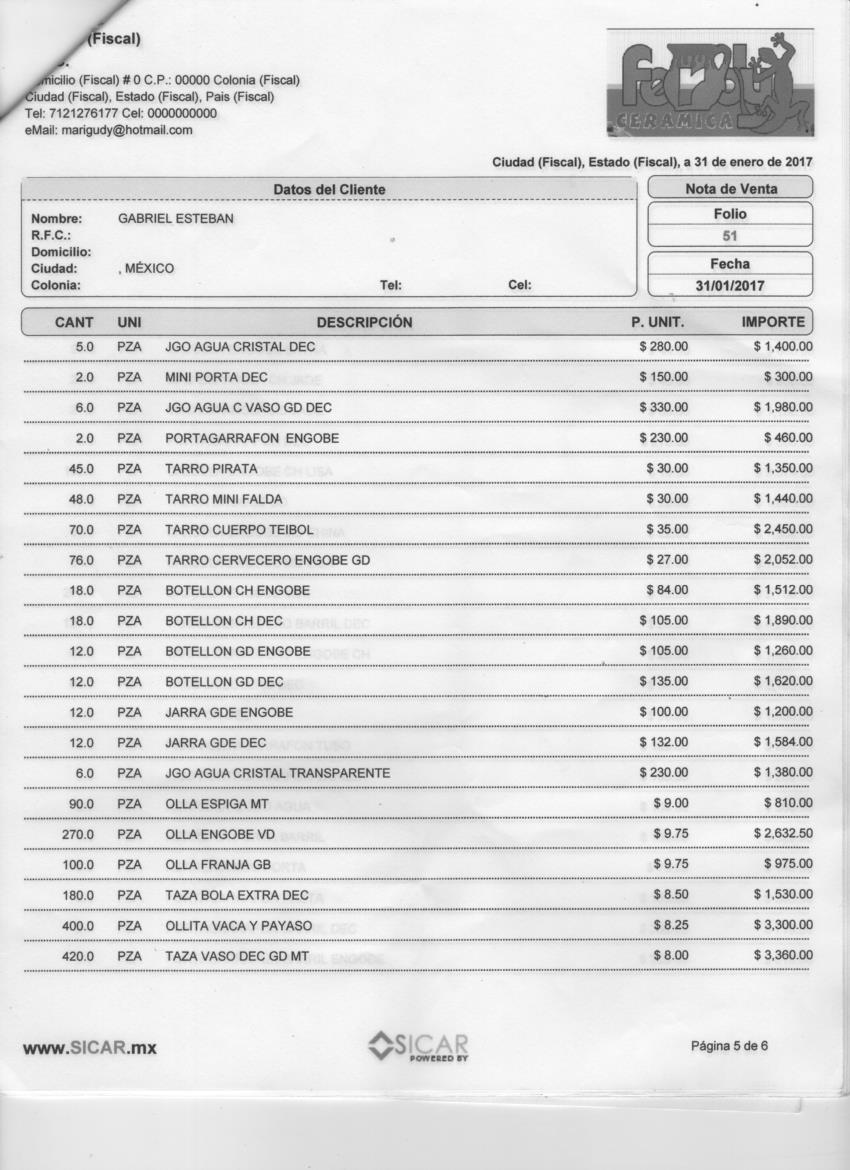 (Fiscal)
(Fiscal) # 0 C.P.: 00000 Colonia (Fiscal)
Ciudad (Fiscal), Estado (Fiscal), Pais (Fiscal)
Tel: 7121276177 Cel: 0000000000
eMail: marigudy@hotmail.com
CERAMICA
Ciudad (Fiscal), Estado (Fiscal), a 31 de enero de 2017
Datos del Cliente
Nombre: GABRIEL ESTEBAN
R.F.C.:
Domicilio:
Ciudad: , MÉXICO
Colonia: Tel: Cel:
Nota de Venta
Folio
51
Fecha
31/01/2017
CANT UNI DESCRIPCIÓN P. UNIT. IMPORTE
5.0 PZA JGO AGUA CRISTAL DEC $ 280.00 $ 1,400.00
2.0 PZA MINI PORTA DEC $ 150.00 $ 300.00
6.0 PZA JGO AGUA C VASO GD DEC $ 330.00 $ 1,980.00
2.0 PZA PORTAGARRAFON ENGOBE $ 230.00 $ 460.00
45.0 PZA TARRO PIRATA $ 30.00 $ 1,350.00
48.0 PZA TARRO MINI FALDA $ 30.00 $ 1,440.00
70.0 PZA TARRO CUERPO TEIBOL $ 35.00 $ 2,450.00
76.0 PZA TARRO CERVECERO ENGOBE GD $ 27.00 $ 2,052.00
18.0 PZA BOTELLON CH ENGOBE $ 84.00 $ 1,512.00
18.0 PZA BOTELLON CH DEC $ 105.00 $ 1,890.00
12.0 PZA BOTELLON GD ENGOBE $ 105.00 $ 1,260.00
12.0 PZA BOTELLON GD DEC $ 135.00 $ 1,620.00
12.0 PZA JARRA GDE ENGOBE $ 100.00 $ 1,200.00
12.0 PZA JARRA GDE DEC $ 132.00 $ 1,584.00
6.0 PZA JGO AGUA CRISTAL TRANSPARENTE $ 230.00 $ 1,380.00
90.0 PZA OLLA ESPIGA MT $ 9.00 $ 810.00
270.0 PZA OLLA ENGOBE VD $ 9.75 $ 2,632.50
100.0 PZA OLLA FRANJA GB $ 9.75 $ 975.00
180.0 PZA TAZA BOLA EXTRA DEC $ 8.50 $ 1,530.00
400.0 PZA OLLITA VACA Y PAYASO $ 8.25 $ 3,300.00
420.0 PZA TAZA VASO DEC GD MT $ 8.00 $ 3,360.00
www.SICAR.mx
SICAR
POWERED BY
Página 5 de 6